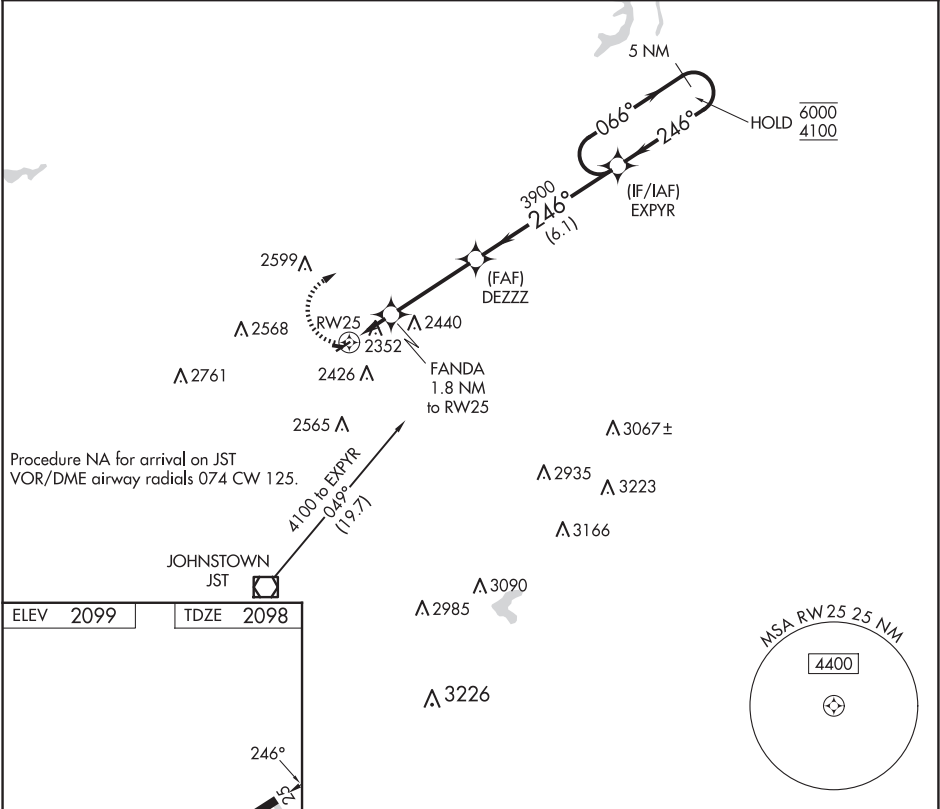 5 NM
066°
246°
HOLD 6000
4100
(IF/IAF)
EXPYR
3900
246°
(6.1)
(FAF)
DEZZZ
2599
2568
RW25
2440
2352
2761
2426
FANDA
1.8 NM
to RW25
2565
3067±
Procedure NA for arrival on JST
VOR/DME airway radials 074 CW 125.
2935
3223
4100 to EXPYR
049°
(19.7)
3166
JOHNSTOWN
JST
3090
2985
ELEV 2099
TDZE 2098
MSA RW25 25 NM
4400
3226
246°
25